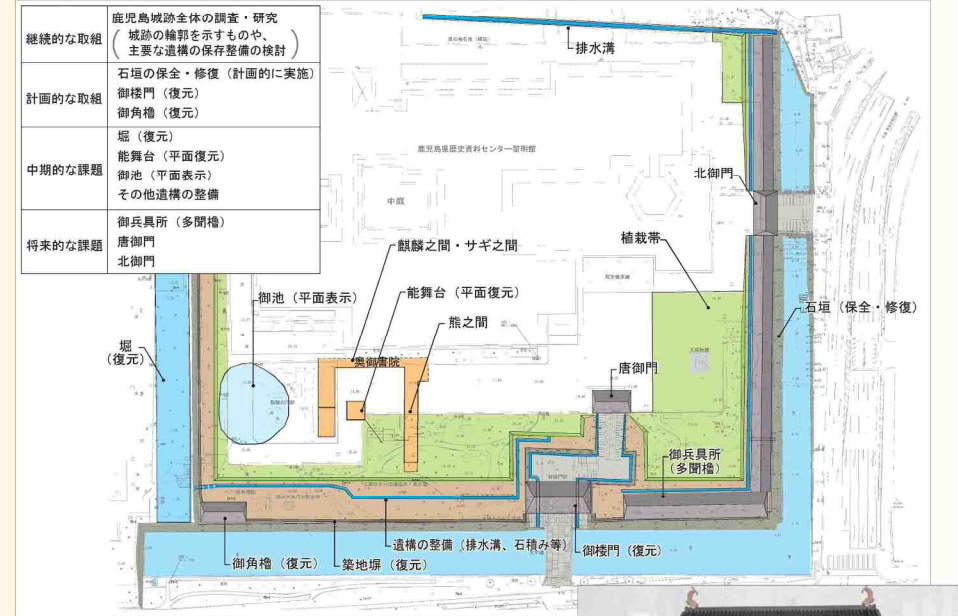 継続的な取組
鹿児島城跡全体の調査・研究
(城跡の輪郭を示すものや、
主要な遺構の保存整備の検討)
計画的な取組
石垣の保全・修復（計画的に実施）
御楼門（復元）
御角櫓（復元）
中期的な課題
堀（復元）
能舞台（平面復元）
御池（平面表示）
その他遺構の整備
将来的な課題
御兵具所（多聞櫓）
唐御門
北御門
排水溝
鹿児島県歴史資料センター黎明館
中庭
北御門
麒麟之間・サギ之間
植栽帯
御池（平面表示）
能舞台（平面復元）
石垣（保全・修復）
熊之間
堀
（復元）
奥御書院
唐御門
御兵具所
（多聞櫓）
遺構の整備（排水溝、石積み等）
御楼門（復元）
御角櫓（復元）
築地塀（復元）